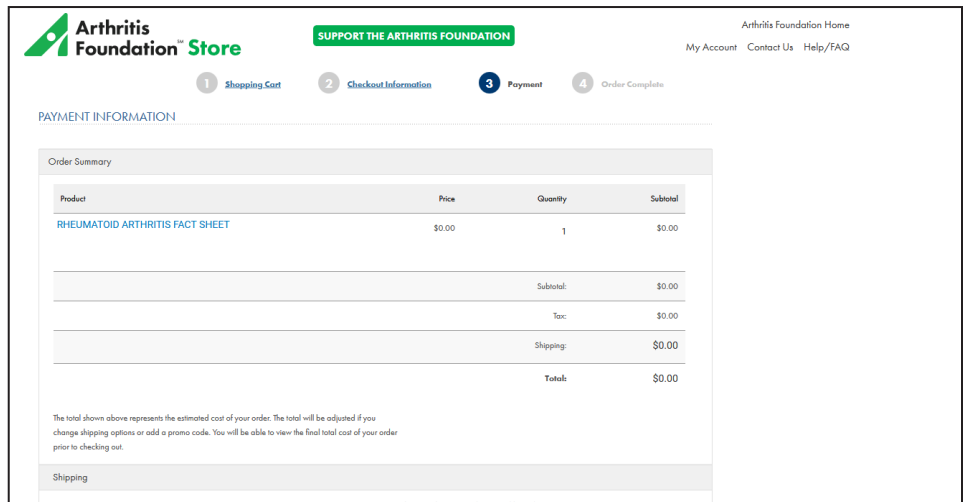 Arthritis
Foundation™ Store
SUPPORT THE ARTHRITIS FOUNDATION
Arthritis Foundation Home
My Account Contact Us Help/FAQ
1 Shopping Cart 2 Checkout Information 3 Payment 4 Order Complete
PAYMENT INFORMATION
Order Summary
Product Price Quantity Subtotal
RHEUMATOID ARTHRITIS FACT SHEET $0.00 1 $0.00
Subtotal: $0.00
Tax: $0.00
Shipping: $0.00
Total: $0.00
The total shown above represents the estimated cost of your order. The total will be adjusted if you
change shipping options or add a promo code. You will be able to view the final total cost of your order
prior to checking out.
Shipping